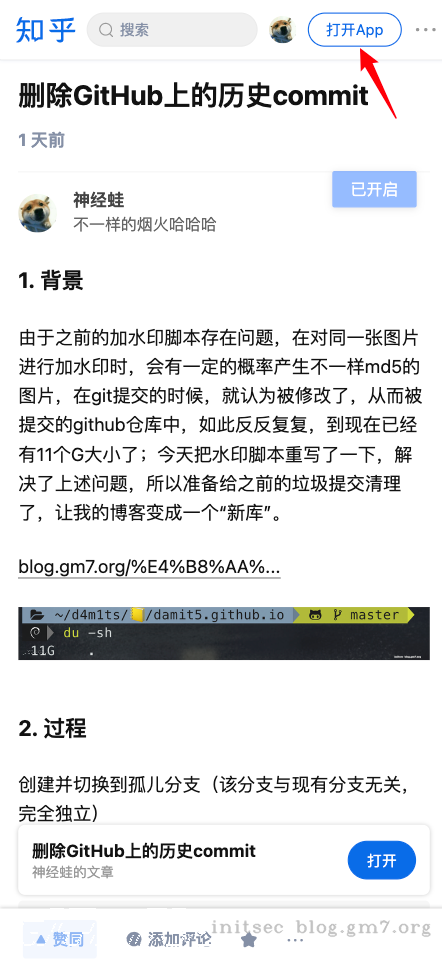 知乎
搜索
打开App
删除GitHub上的历史commit
1 天前
神经蛙
已开启
不一样的烟火哈哈哈
1. 背景
由于之前的加水印脚本存在问题，在对同一张图片
进行加水印时，会有一定的概率产生不一样md5的
图片，在git提交的时候，就认为被修改了，从而被
提交的github仓库中，如此反反复复，到现在已经
有11个G大小了；今天把水印脚本重写了一下，解
决了上述问题，所以准备给之前的垃圾提交清理
了，让我的博客变成一个“新库”。
blog.gm7.org/%E4%B8%AA%...
~/d4m1ts/📒/damit5.github.io master
du -sh
11G .
2. 过程
创建并切换到孤儿分支（该分支与现有分支无关，
完全独立）
删除GitHub上的历史commit
神经蛙的文章
打开
initsec blog.gm7.org
赞同
添加评论